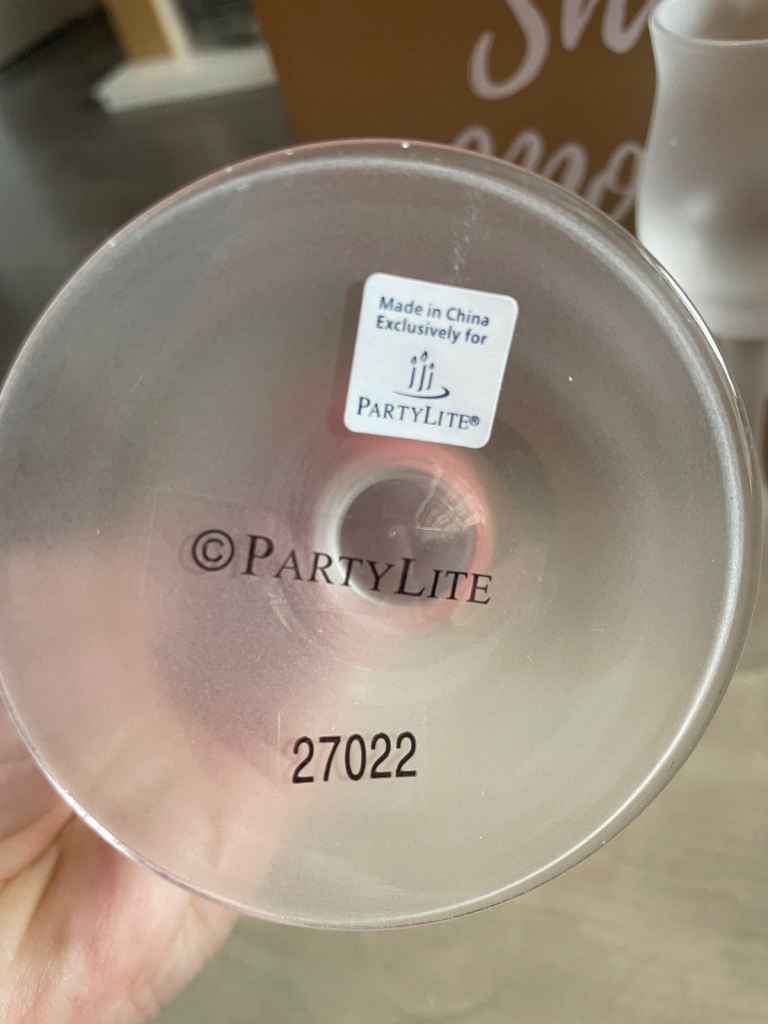 Made in China
Exclusively for
PARTYLITE®
©PARTYLITE
27022